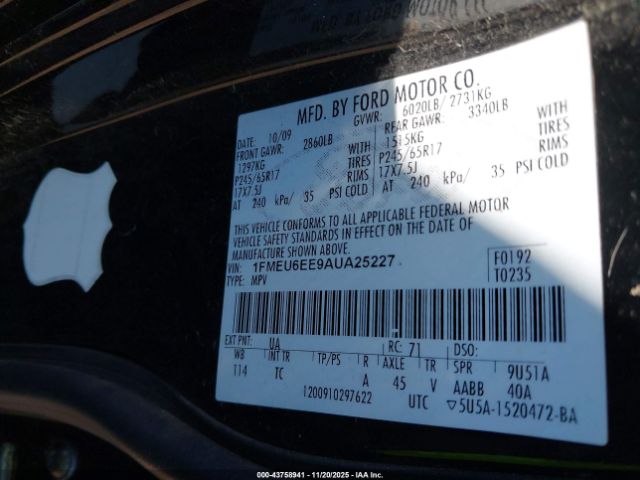 MFD. BY FORD MOTOR CO.
10/09 GVWR: 6020LB/ 2731KG
FRONT GAWR: 2860LB REAR GAWR: 3340LB
1297KG WITH 1515KG WITH
P245/65R17 TIRES P245/65R17 TIRES
17X7.5J RIMS 17X7.5J RIMS
AT 240 kPa/ 35 PSI COLD AT 240 kPa/ 35 PSI COLD
THIS VEHICLE CONFORMS TO ALL APPLICABLE FEDERAL MOTOR
VEHICLE SAFETY STANDARDS IN EFFECT ON THE DATE OF
MANUFACTURE SHOWN ABOVE.
VIN: 1FMEU6EE9AUA25227 F0192
TYPE: MPV T0235
EXT PNT: UA RC: 71 DSO:
WB INT TR TP/PS R AXLE TR SPR 9U51A
114 TC A 45 V AABB 40A
1200910297622 UTC ▽5U5A-1520472-BA
000-43758941 - 11/20/2025 - IAAI.COM